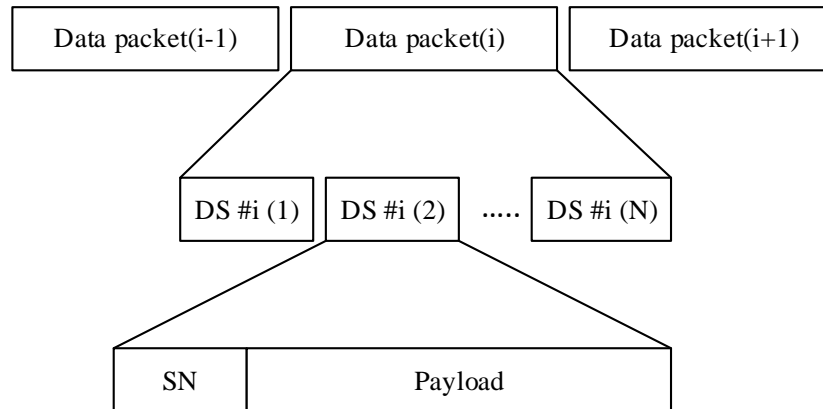 Data packet(i-1) Data packet(i) Data packet(i+1)
DS #i (1) DS #i (2) ..... DS #i (N)
SN Payload